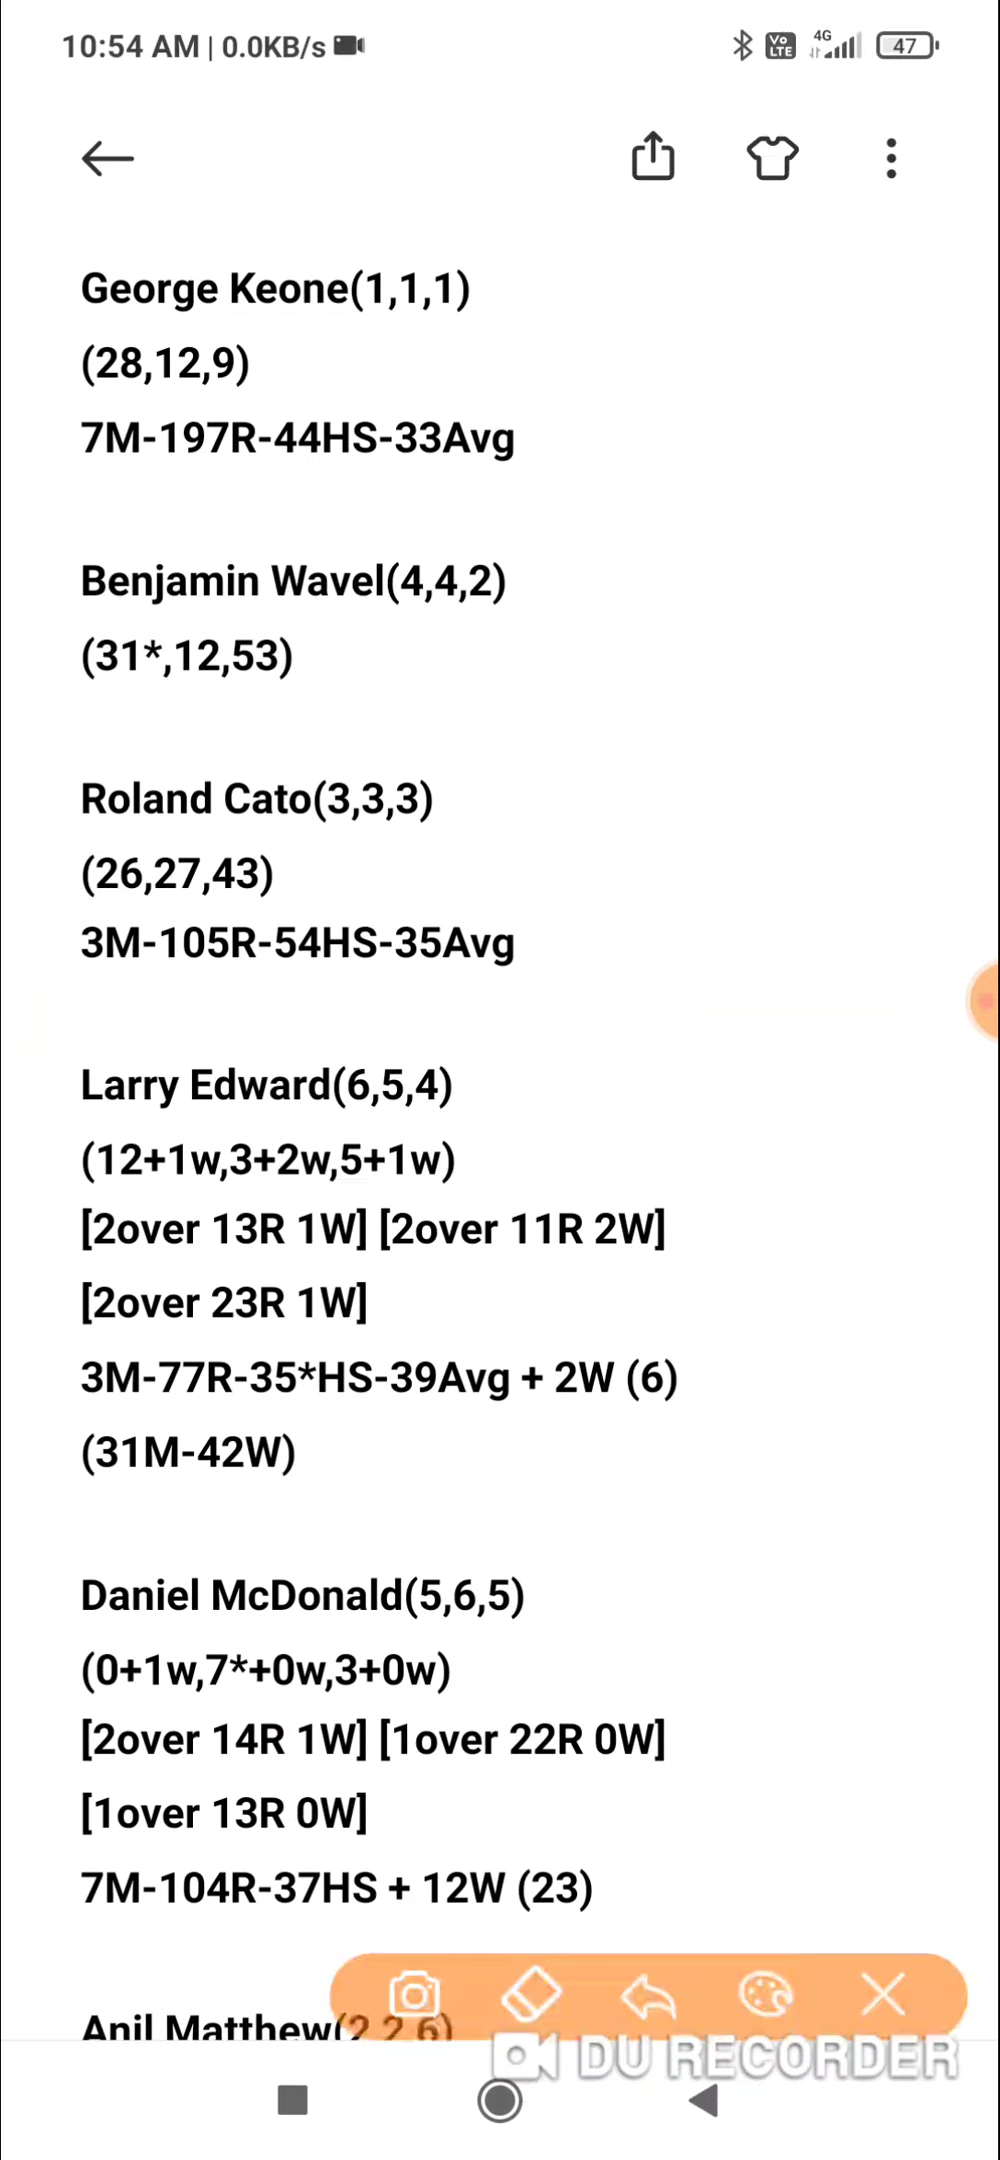 10:54 AM | 0.0KB/s
Vo LTE 4G 47
George Keone(1,1,1)
(28,12,9)
7M-197R-44HS-33Avg
Benjamin Wavel(4,4,2)
(31*,12,53)
Roland Cato(3,3,3)
(26,27,43)
3M-105R-54HS-35Avg
Larry Edward(6,5,4)
(12+1w,3+2w,5+1w)
[2over 13R 1W] [2over 11R 2W]
[2over 23R 1W]
3M-77R-35*HS-39Avg + 2W (6)
(31M-42W)
Daniel McDonald(5,6,5)
(0+1w,7*+0w,3+0w)
[2over 14R 1W] [1over 22R 0W]
[1over 13R 0W]
7M-104R-37HS + 12W (23)
Anil Matthew(2,2,6)
DU RECORDER